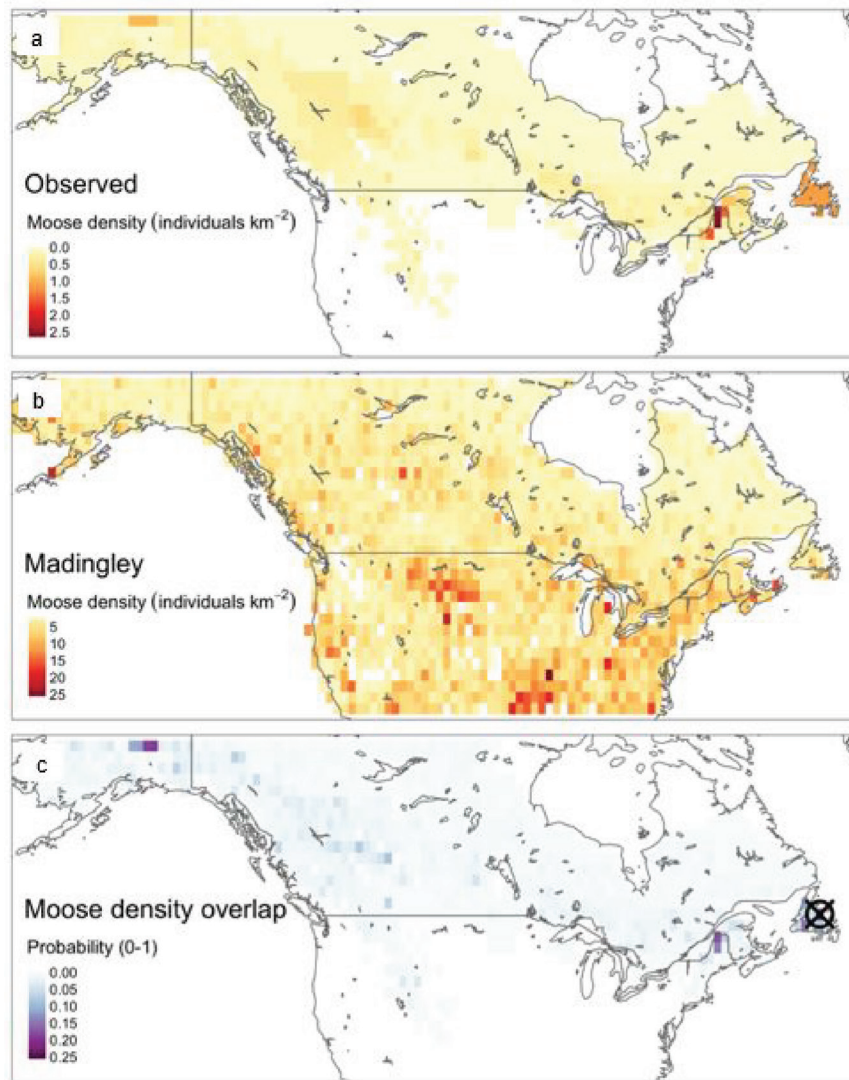 a
Observed
Moose density (individuals km⁻²)
0.0
0.5
1.0
1.5
2.0
2.5
b
Madingley
Moose density (individuals km⁻²)
5
10
15
20
25
c
Moose density overlap
Probability (0-1)
0.00
0.05
0.10
0.15
0.20
0.25